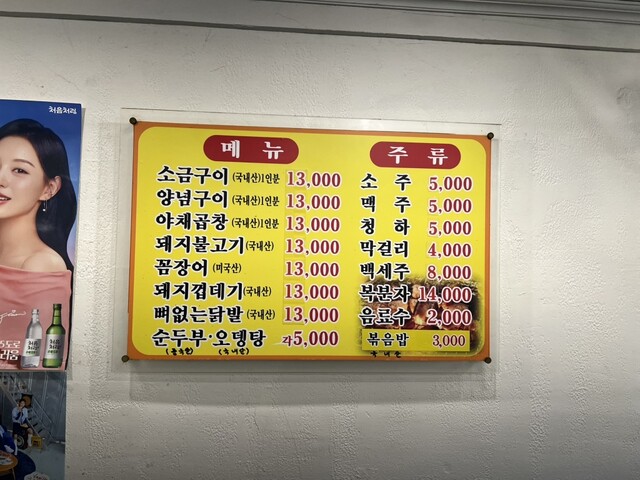 처음처럼
메뉴
소금구이 (국내산)1인분 13,000
양념구이 (국내산)1인분 13,000
야채곱창 (국내산)1인분 13,000
돼지불고기 (국내산) 13,000
꼼장어 (미국산) 13,000
돼지껍데기 (국내산) 13,000
뼈없는닭발 (국내산) 13,000
순두부·오뎅탕 각5,000
주류
소주 5,000
맥주 5,000
청하 5,000
막걸리 4,000
백세주 8,000
복분자 14,000
음료수 2,000
볶음밥 3,000
국내산